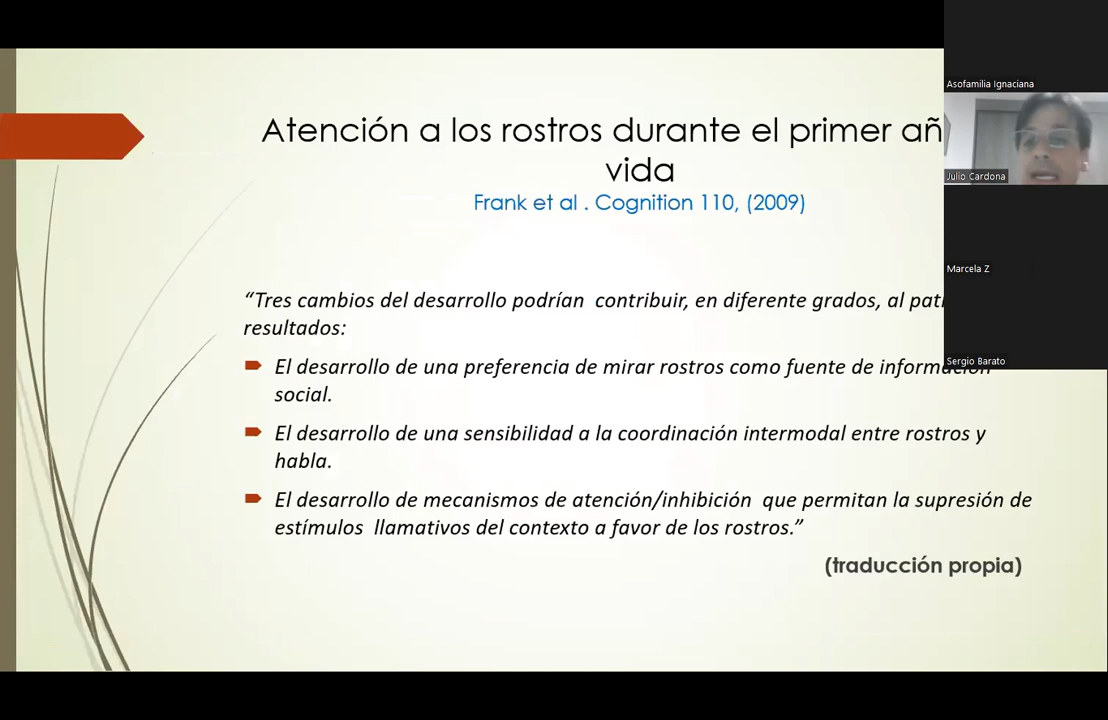 Asofamilia Ignaciana
Julio Cardona
Marcela Z
Sergio Barato
Atención a los rostros durante el primer añ
vida
Frank et al . Cognition 110, (2009)
“Tres cambios del desarrollo podrían contribuir, en diferente grados, al pat
resultados:
El desarrollo de una preferencia de mirar rostros como fuente de información
social.
El desarrollo de una sensibilidad a la coordinación intermodal entre rostros y
habla.
El desarrollo de mecanismos de atención/inhibición que permitan la supresión de
estímulos llamativos del contexto a favor de los rostros.”
(traducción propia)